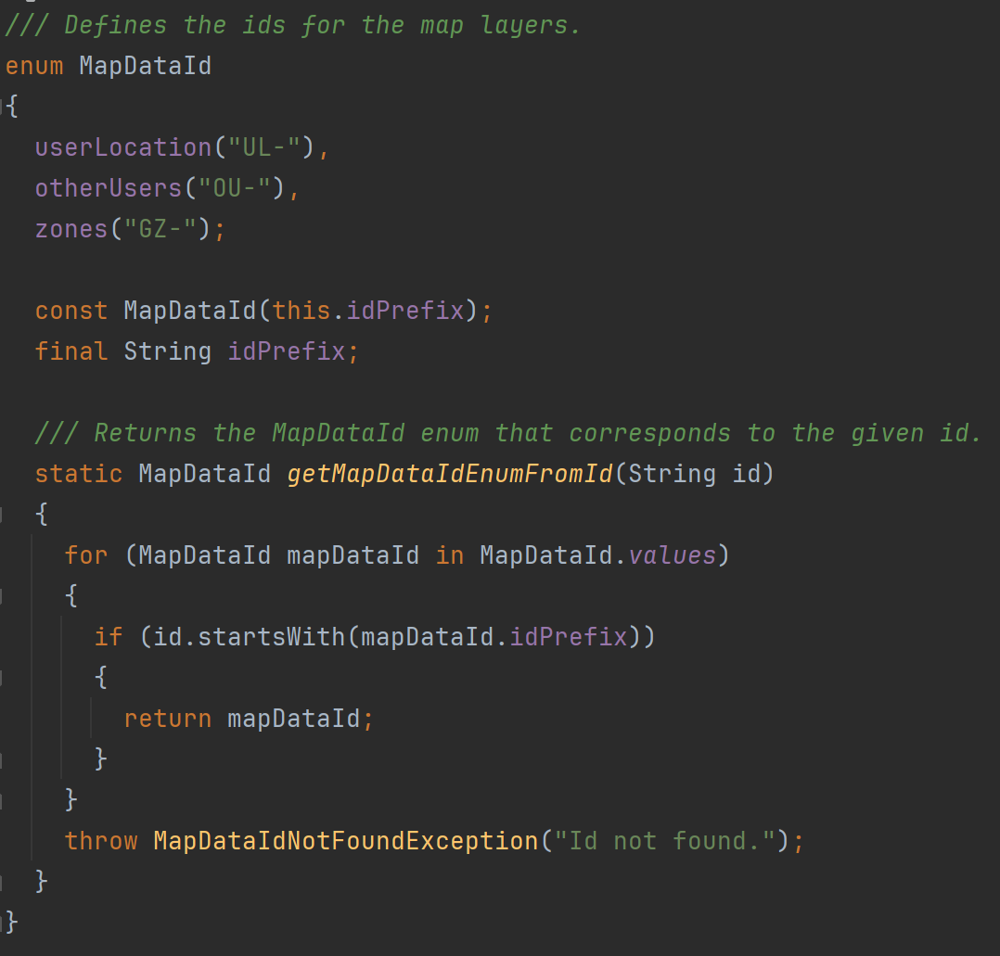 /// Defines the ids for the map layers.
enum MapDataId
{
  userLocation("UL-"),
  otherUsers("OU-"),
  zones("GZ-");

  const MapDataId(this.idPrefix);
  final String idPrefix;

  /// Returns the MapDataId enum that corresponds to the given id.
  static MapDataId getMapDataIdEnumFromId(String id)
  {
    for (MapDataId mapDataId in MapDataId.values)
    {
      if (id.startsWith(mapDataId.idPrefix))
      {
        return mapDataId;
      }
    }
    throw MapDataIdNotFoundException("Id not found.");
  }
}